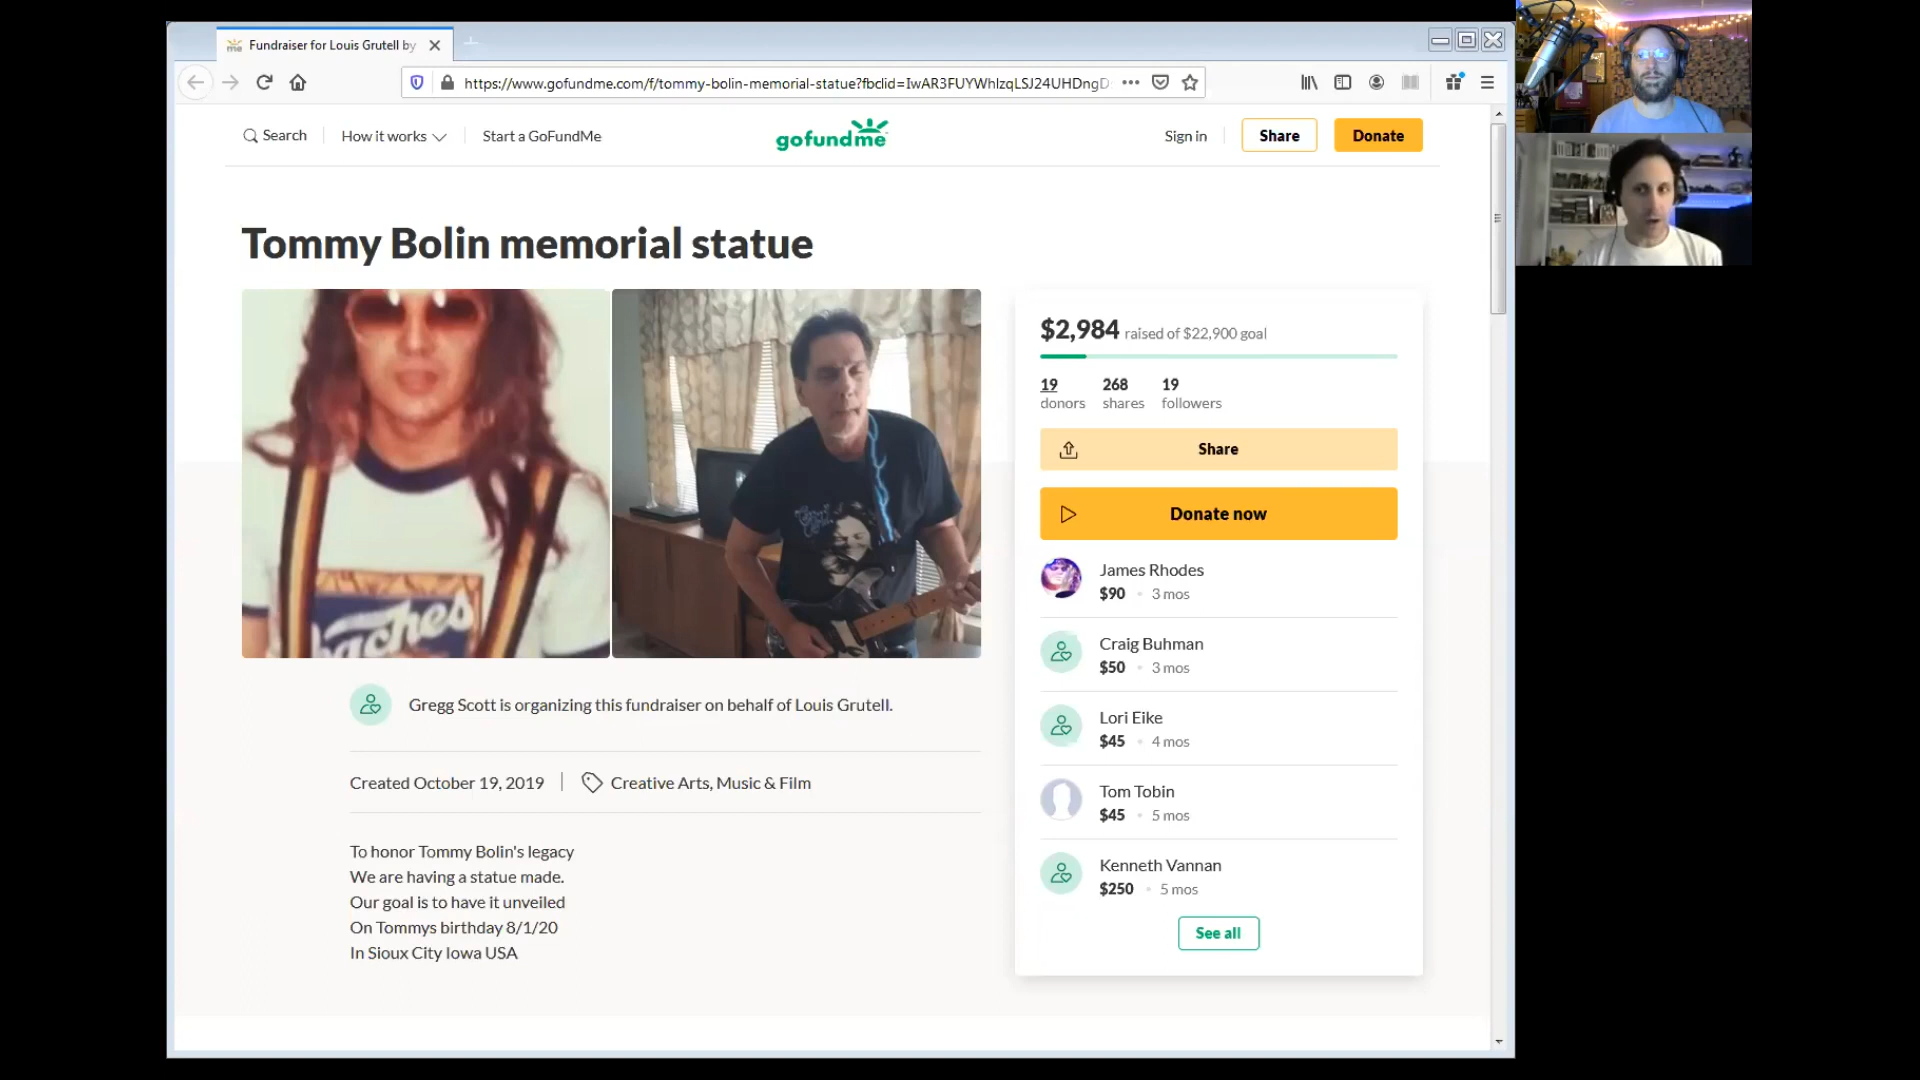 me Fundraiser for Louis Grutell by
https://www.gofundme.com/f/tommy-bolin-memorial-statue?fbclid=IwAR3FUYWhlzqLSJ24UHDngD
Search How it works Start a GoFundMe gofundme Sign in Share Donate
Tommy Bolin memorial statue
$2,984 raised of $22,900 goal
19 268 19
donors shares followers
Share
Donate now
James Rhodes
$90 • 3 mos
Craig Buhman
$50 • 3 mos
Lori Eike
$45 • 4 mos
Tom Tobin
$45 • 5 mos
Kenneth Vannan
$250 • 5 mos
See all
Gregg Scott is organizing this fundraiser on behalf of Louis Grutell.
Created October 19, 2019 | Creative Arts, Music & Film
To honor Tommy Bolin's legacy
We are having a statue made.
Our goal is to have it unveiled
On Tommys birthday 8/1/20
In Sioux City Iowa USA